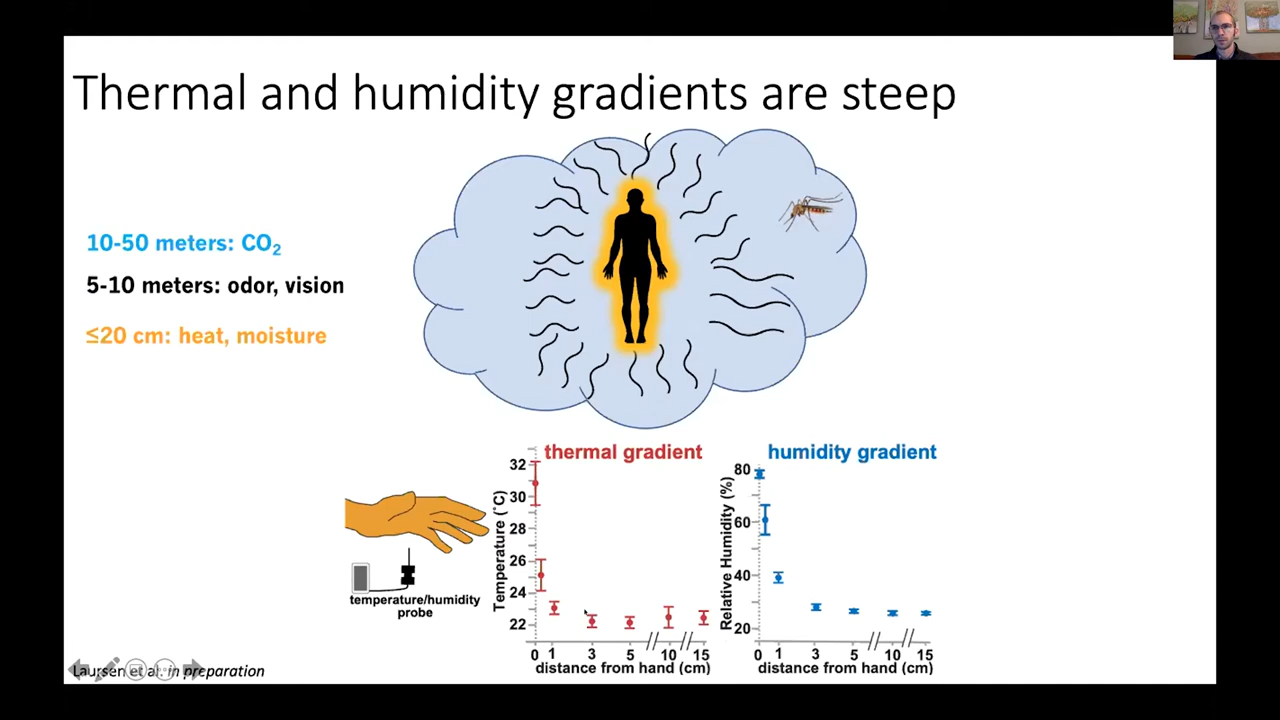 Thermal and humidity gradients are steep
10-50 meters: CO₂
5-10 meters: odor, vision
≤20 cm: heat, moisture
temperature/humidity
probe
thermal gradient
Temperature (°C)
32
30
28
26
24
22
0 1 3 5 10 15
distance from hand (cm)
humidity gradient
Relative Humidity (%)
80
60
40
20
0 1 3 5 10 15
distance from hand (cm)
Laursen et al. in preparation